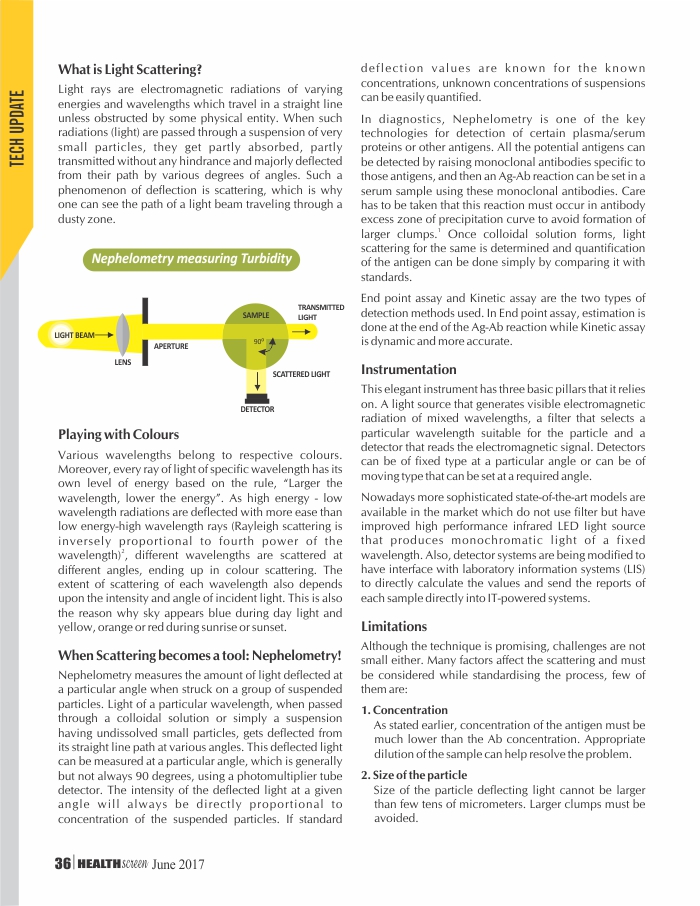 TECH UPDATE
What is Light Scattering?
Light rays are electromagnetic radiations of varying
energies and wavelengths which travel in a straight line
unless obstructed by some physical entity. When such
radiations (light) are passed through a suspension of very
small particles, they get partly absorbed, partly
transmitted without any hindrance and majorly deflected
from their path by various degrees of angles. Such a
phenomenon of deflection is scattering, which is why
one can see the path of a light beam traveling through a
dusty zone.
Nephelometry measuring Turbidity
LIGHT BEAM
LENS
APERTURE
SAMPLE
90⁰
TRANSMITTED
LIGHT
SCATTERED LIGHT
DETECTOR
Playing with Colours
Various wavelengths belong to respective colours.
Moreover, every ray of light of specific wavelength has its
own level of energy based on the rule, “Larger the
wavelength, lower the energy”. As high energy - low
wavelength radiations are deflected with more ease than
low energy-high wavelength rays (Rayleigh scattering is
inversely proportional to fourth power of the
wavelength)², different wavelengths are scattered at
different angles, ending up in colour scattering. The
extent of scattering of each wavelength also depends
upon the intensity and angle of incident light. This is also
the reason why sky appears blue during day light and
yellow, orange or red during sunrise or sunset.
When Scattering becomes a tool: Nephelometry!
Nephelometry measures the amount of light deflected at
a particular angle when struck on a group of suspended
particles. Light of a particular wavelength, when passed
through a colloidal solution or simply a suspension
having undissolved small particles, gets deflected from
its straight line path at various angles. This deflected light
can be measured at a particular angle, which is generally
but not always 90 degrees, using a photomultiplier tube
detector. The intensity of the deflected light at a given
angle will always be directly proportional to
concentration of the suspended particles. If standard
deflection values are known for the known
concentrations, unknown concentrations of suspensions
can be easily quantified.
In diagnostics, Nephelometry is one of the key
technologies for detection of certain plasma/serum
proteins or other antigens. All the potential antigens can
be detected by raising monoclonal antibodies specific to
those antigens, and then an Ag-Ab reaction can be set in a
serum sample using these monoclonal antibodies. Care
has to be taken that this reaction must occur in antibody
excess zone of precipitation curve to avoid formation of
larger clumps.¹ Once colloidal solution forms, light
scattering for the same is determined and quantification
of the antigen can be done simply by comparing it with
standards.
End point assay and Kinetic assay are the two types of
detection methods used. In End point assay, estimation is
done at the end of the Ag-Ab reaction while Kinetic assay
is dynamic and more accurate.
Instrumentation
This elegant instrument has three basic pillars that it relies
on. A light source that generates visible electromagnetic
radiation of mixed wavelengths, a filter that selects a
particular wavelength suitable for the particle and a
detector that reads the electromagnetic signal. Detectors
can be of fixed type at a particular angle or can be of
moving type that can be set at a required angle.
Nowadays more sophisticated state-of-the-art models are
available in the market which do not use filter but have
improved high performance infrared LED light source
that produces monochromatic light of a fixed
wavelength. Also, detector systems are being modified to
have interface with laboratory information systems (LIS)
to directly calculate the values and send the reports of
each sample directly into IT-powered systems.
Limitations
Although the technique is promising, challenges are not
small either. Many factors affect the scattering and must
be considered while standardising the process, few of
them are:
1. Concentration
As stated earlier, concentration of the antigen must be
much lower than the Ab concentration. Appropriate
dilution of the sample can help resolve the problem.
2. Size of the particle
Size of the particle deflecting light cannot be larger
than few tens of micrometers. Larger clumps must be
avoided.
36 HEALTHscreen June 2017